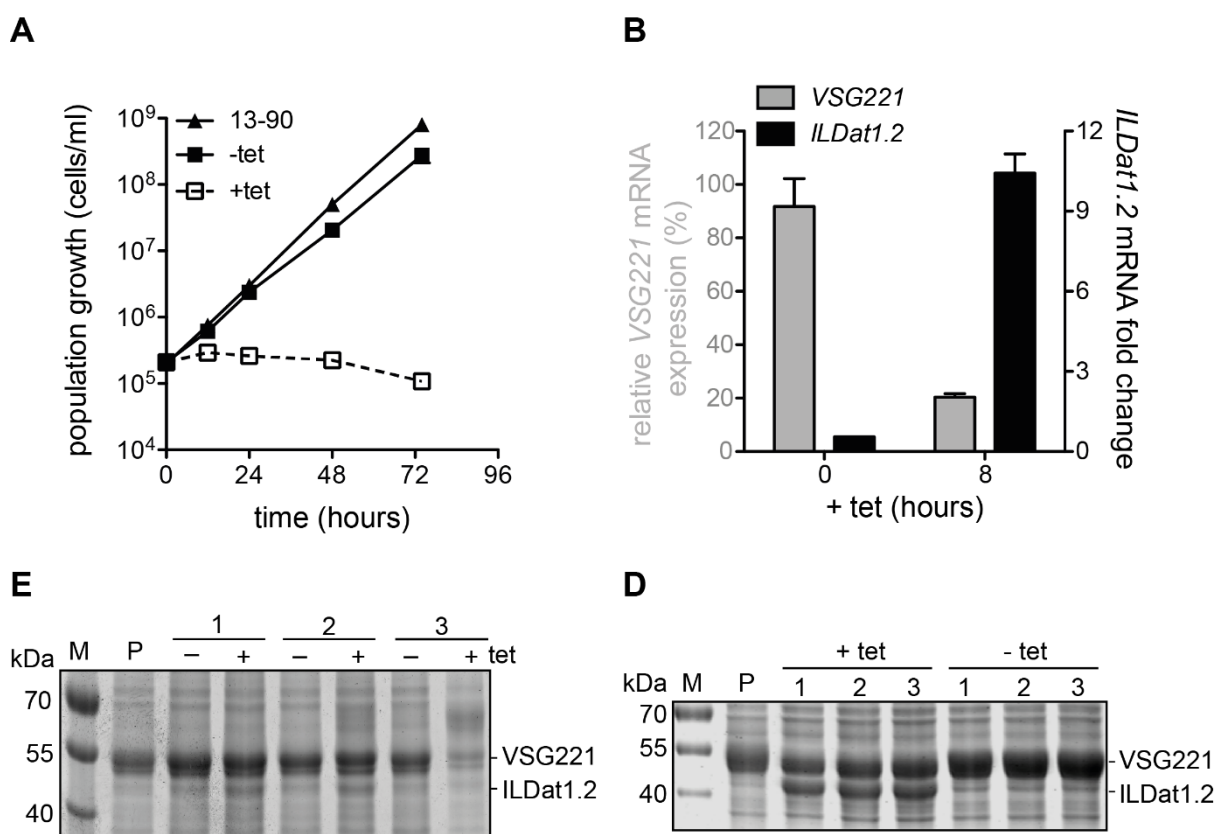 A
population growth (cells/ml)
10^9
10^8
10^7
10^6
10^5
10^4
13-90
-tet
+tet
0 24 48 72 96
time (hours)
B
VSG221
ILDat1.2
relative VSG221 mRNA
expression (%)
120
100
80
60
40
20
0
12
9
6
3
0
ILDat1.2 mRNA fold change
0 8
+ tet (hours)
E
1 2 3
kDa M P – + – + – + tet
70
55
40
VSG221
ILDat1.2
D
+ tet - tet
kDa M P 1 2 3 1 2 3
70
55
40
VSG221
ILDat1.2